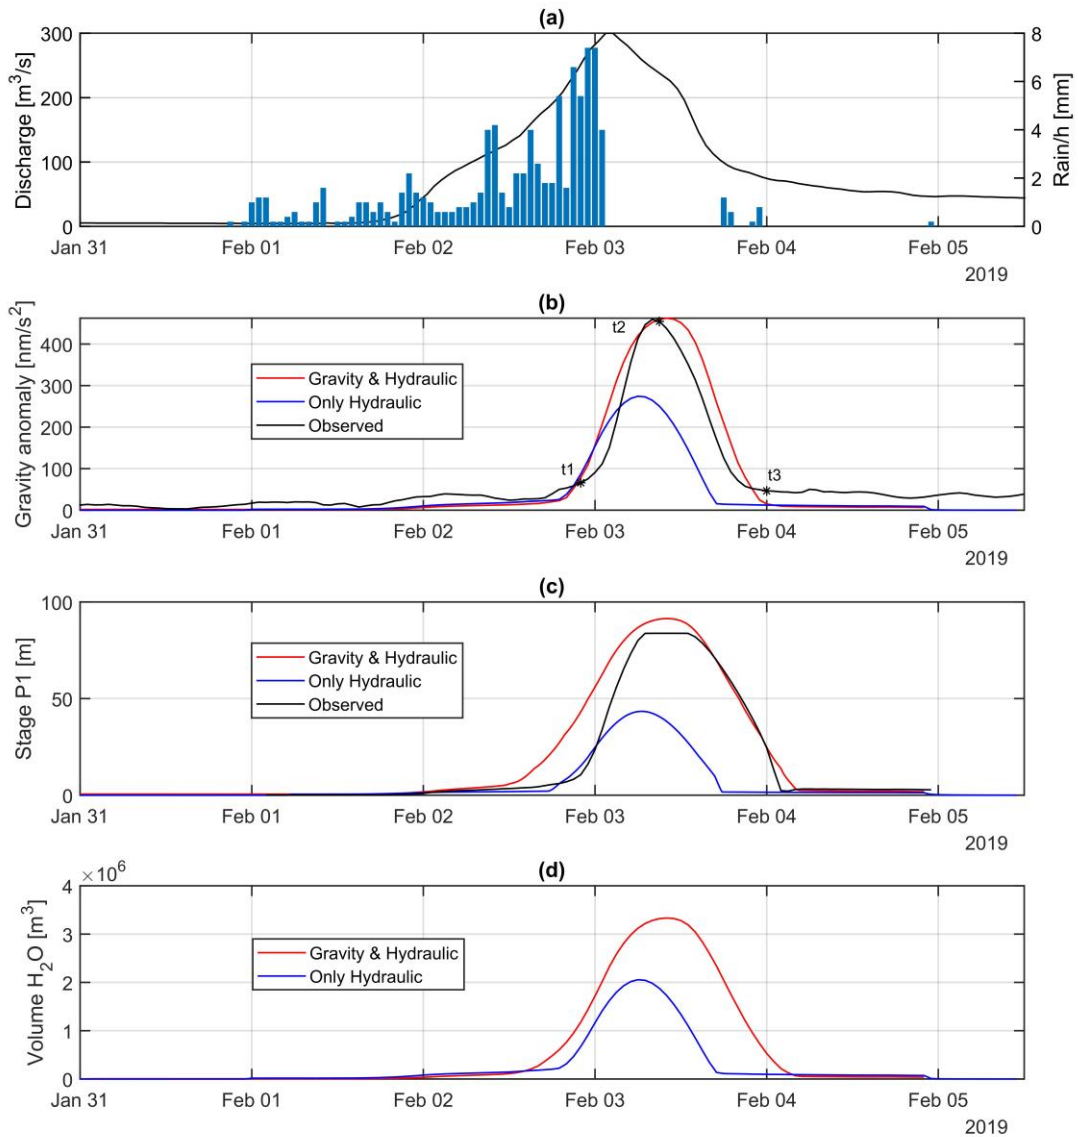 (a)
Discharge [m³/s]
300
200
100
0
Rain/h [mm]
8
6
4
2
0
Jan 31 Feb 01 Feb 02 Feb 03 Feb 04 Feb 05
2019
(b)
Gravity anomaly [nm/s²]
400
300
200
100
0
Gravity & Hydraulic
Only Hydraulic
Observed
t1
t2
t3
Jan 31 Feb 01 Feb 02 Feb 03 Feb 04 Feb 05
2019
(c)
Stage P1 [m]
100
50
0
Gravity & Hydraulic
Only Hydraulic
Observed
Jan 31 Feb 01 Feb 02 Feb 03 Feb 04 Feb 05
2019
(d)
×10⁶
Volume H₂O [m³]
4
3
2
1
0
Gravity & Hydraulic
Only Hydraulic
Jan 31 Feb 01 Feb 02 Feb 03 Feb 04 Feb 05
2019